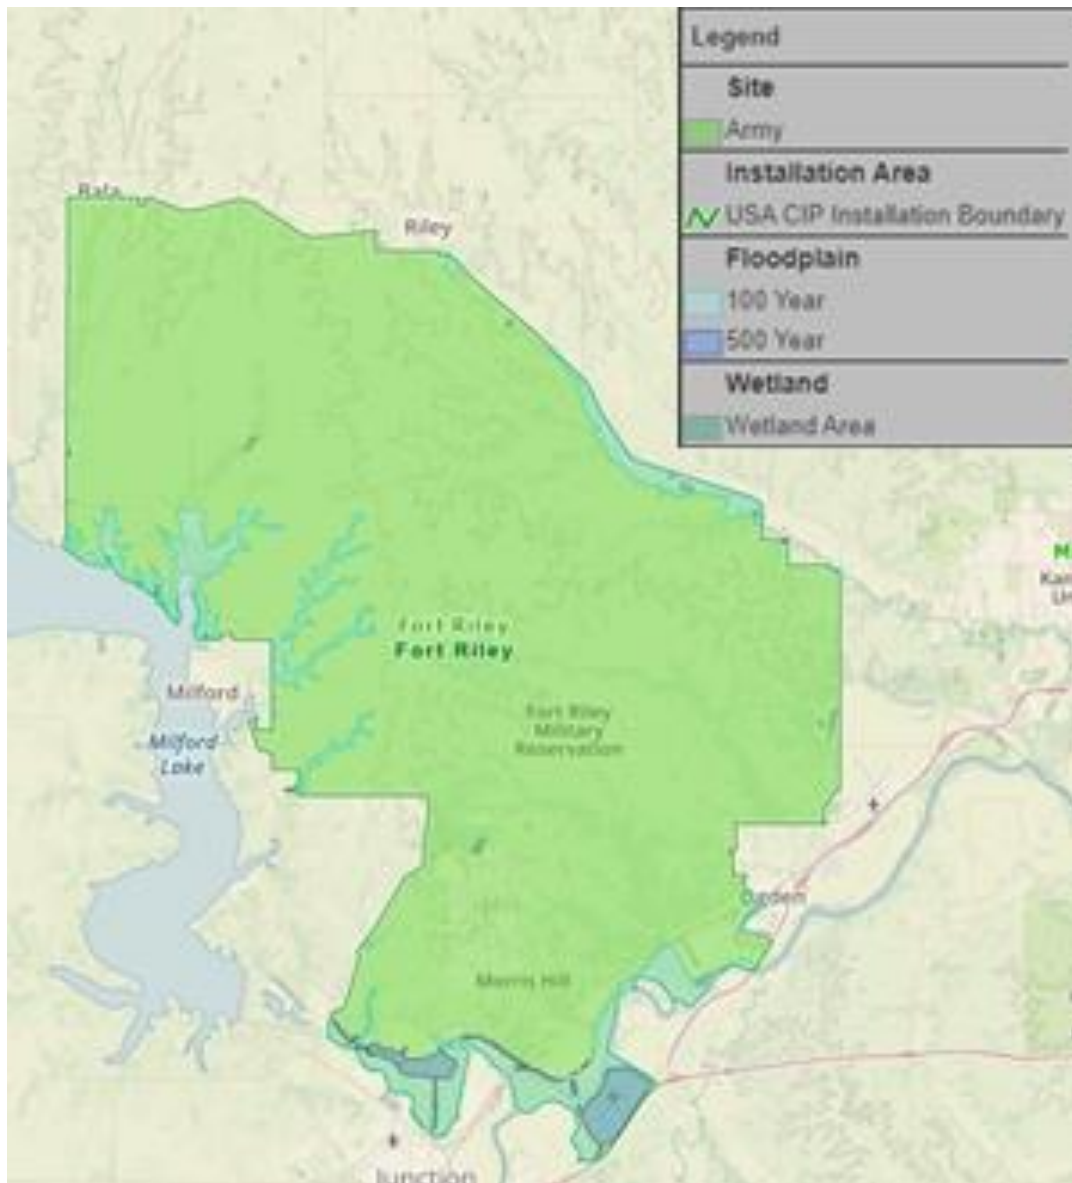 Legend
Site
Army
Installation Area
USA CIP Installation Boundary
Floodplain
100 Year
500 Year
Wetland
Wetland Area
Riley
Fort Riley
Fort Riley
Fort Riley
Military
Reservation
Milford
Milford
Lake
Ogden
Morris Hill
Junction